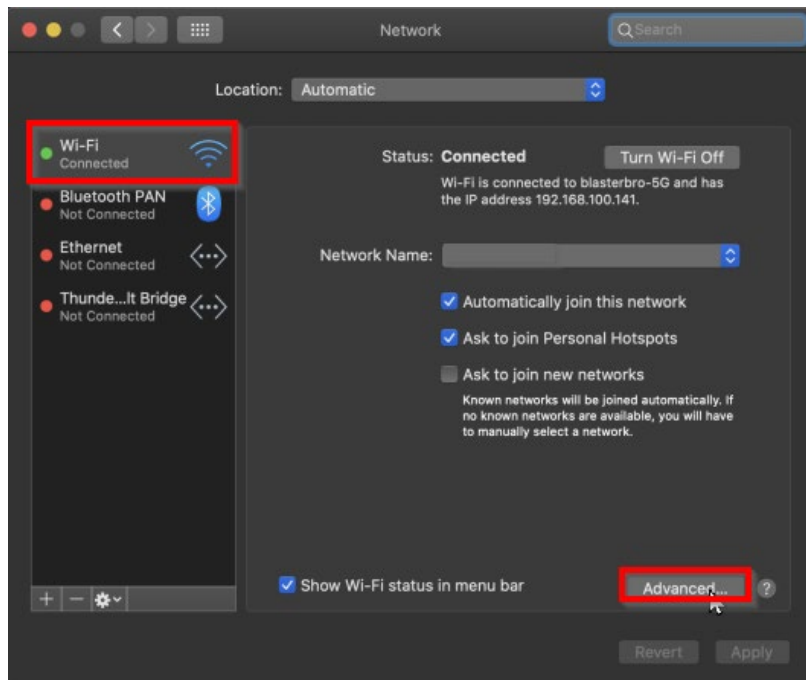 Network
Search
Location: Automatic
Wi-Fi
Connected
Bluetooth PAN
Not Connected
Ethernet
Not Connected
Thunde...lt Bridge
Not Connected
Status: Connected
Turn Wi-Fi Off
Wi-Fi is connected to blasterbro-5G and has
the IP address 192.168.100.141.
Network Name:
Automatically join this network
Ask to join Personal Hotspots
Ask to join new networks
Known networks will be joined automatically. If
no known networks are available, you will have
to manually select a network.
Show Wi-Fi status in menu bar
Advanced...
?
Revert
Apply